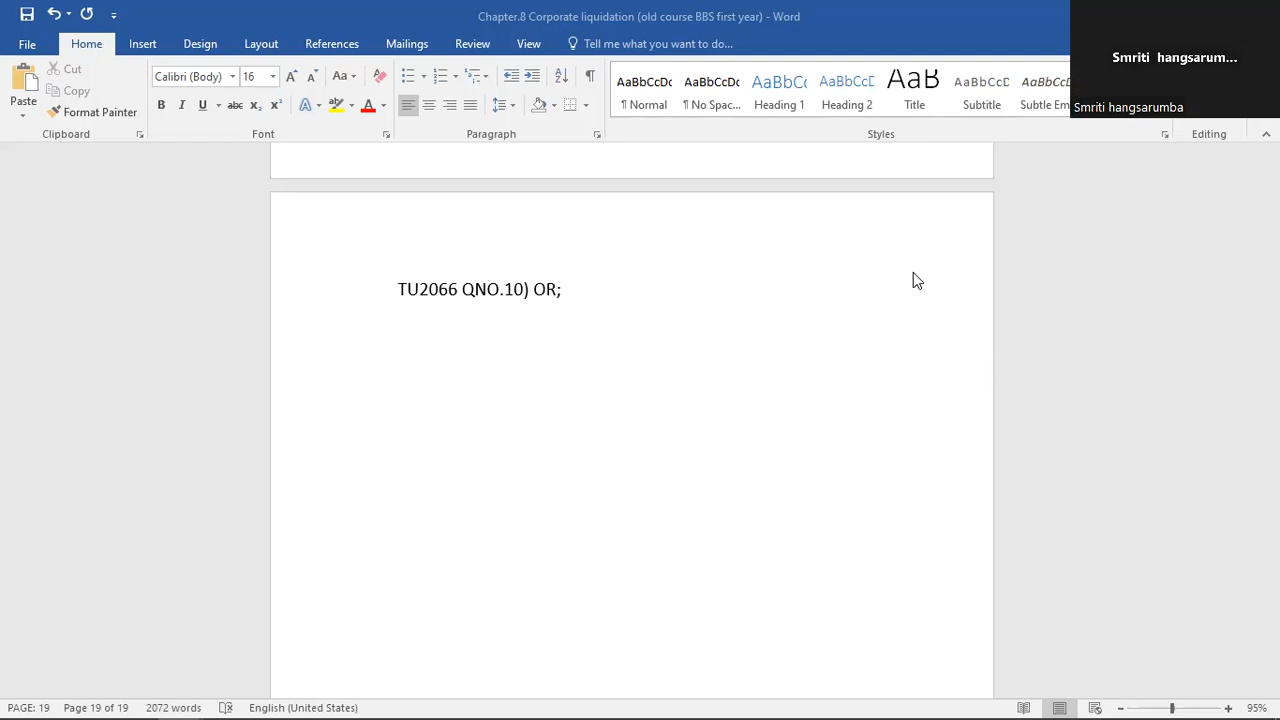 Chapter.8 Corporate liquidation (old course BBS first year) - Word
Smriti hangsarum...
Smriti hangsarumba
File Home Insert Design Layout References Mailings Review View Tell me what you want to do...
Paste
Cut
Copy
Format Painter
Clipboard
Calibri (Body) 16
Font
Paragraph
AaBbCcDc ¶ Normal
AaBbCcDc ¶ No Spac...
AaBbC Heading 1
AaBbCcD Heading 2
AaB Title
AaBbCcD Subtitle
AaBbCcD Subtle Em
Styles
Editing
TU2066 QNO.10) OR;
PAGE: 19 Page 19 of 19 2072 words English (United States) 95%